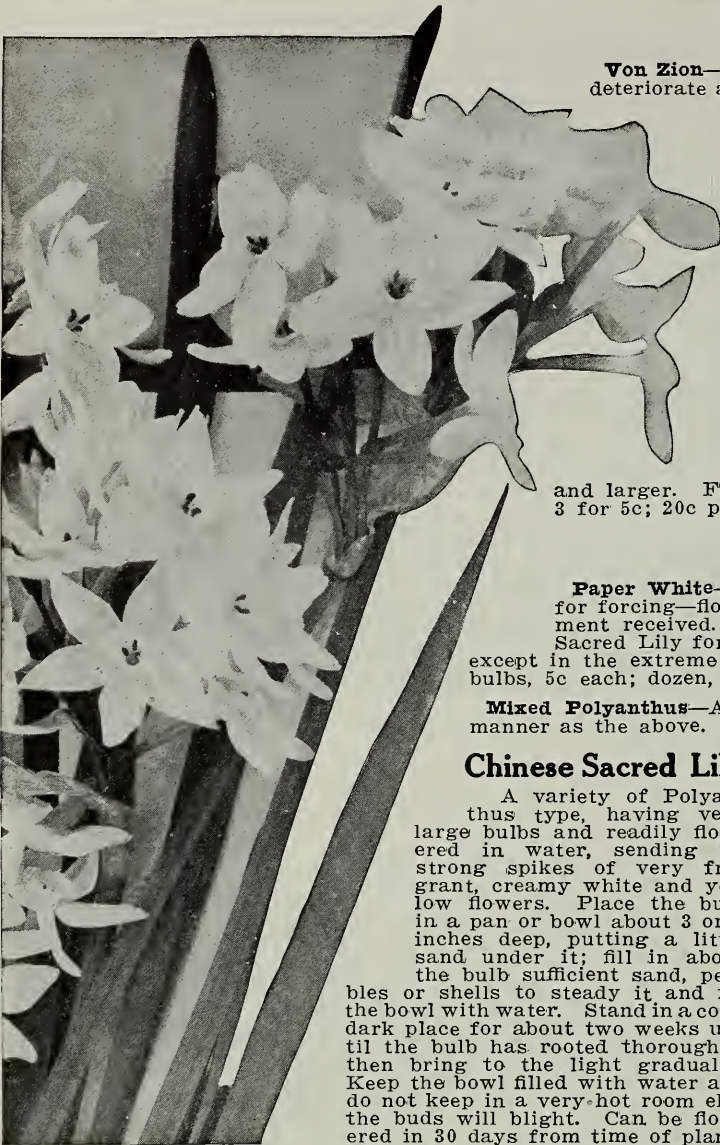 Von Zion—
deteriorate a
and larger. F
3 for 5c; 20c p
Paper White—
for forcing—flo
ment received.
Sacred Lily for
except in the extreme
bulbs, 5c each; dozen,
Mixed Polyanthus—A
manner as the above.
Chinese Sacred Lil
A variety of Polya
thus type, having ve
large bulbs and readily flo
ered in water, sending
strong spikes of very fr
grant, creamy white and ye
low flowers. Place the bu
in a pan or bowl about 3 or
inches deep, putting a litt
sand under it; fill in abo
the bulb sufficient sand, pe
bles or shells to steady it and
the bowl with water. Stand in a co
dark place for about two weeks u
til the bulb has rooted thorough
then bring to the light gradual
Keep the bowl filled with water a
do not keep in a very hot room el
the buds will blight. Can be flo
ered in 30 days from time of plan